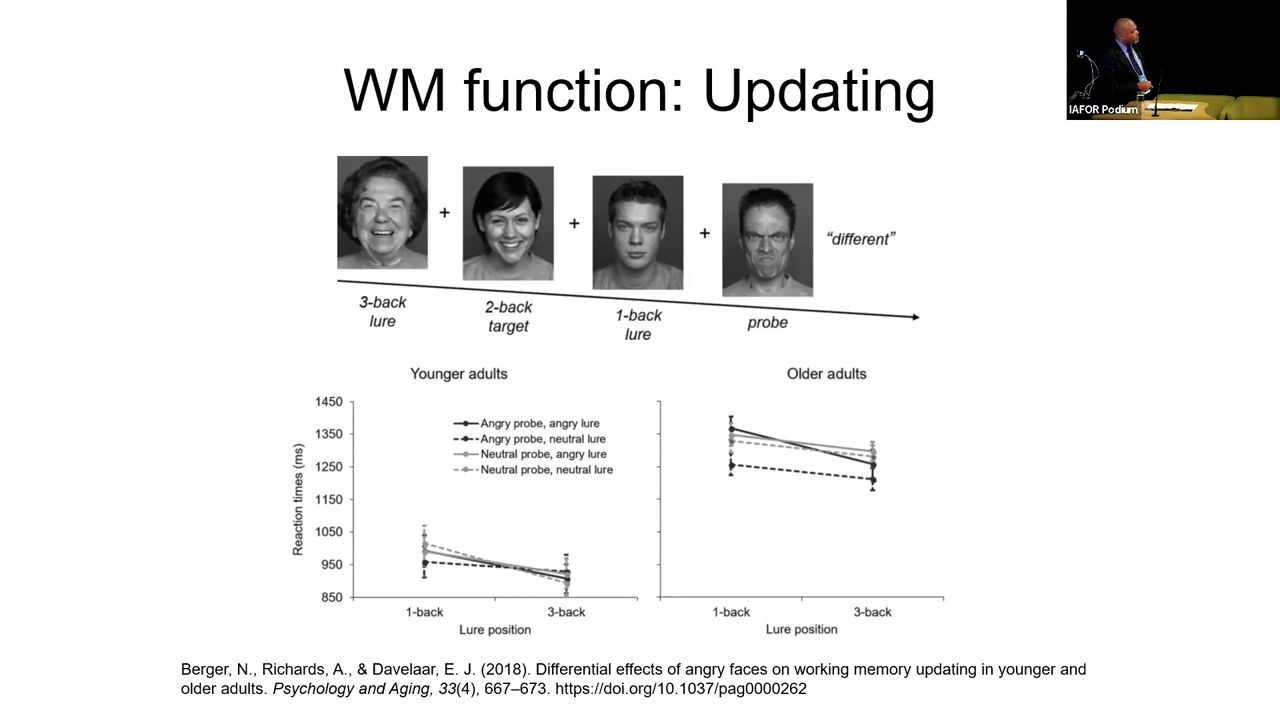 IAFOR Podium
WM function: Updating
+
+
+
"different"
3-back
lure
2-back
target
1-back
lure
probe
Younger adults
Older adults
1450
1350
1250
1150
1050
950
850
Reaction times (ms)
Angry probe, angry lure
Angry probe, neutral lure
Neutral probe, angry lure
Neutral probe, neutral lure
1-back
3-back
1-back
3-back
Lure position
Lure position
Berger, N., Richards, A., & Davelaar, E. J. (2018). Differential effects of angry faces on working memory updating in younger and
older adults. Psychology and Aging, 33(4), 667–673. https://doi.org/10.1037/pag0000262